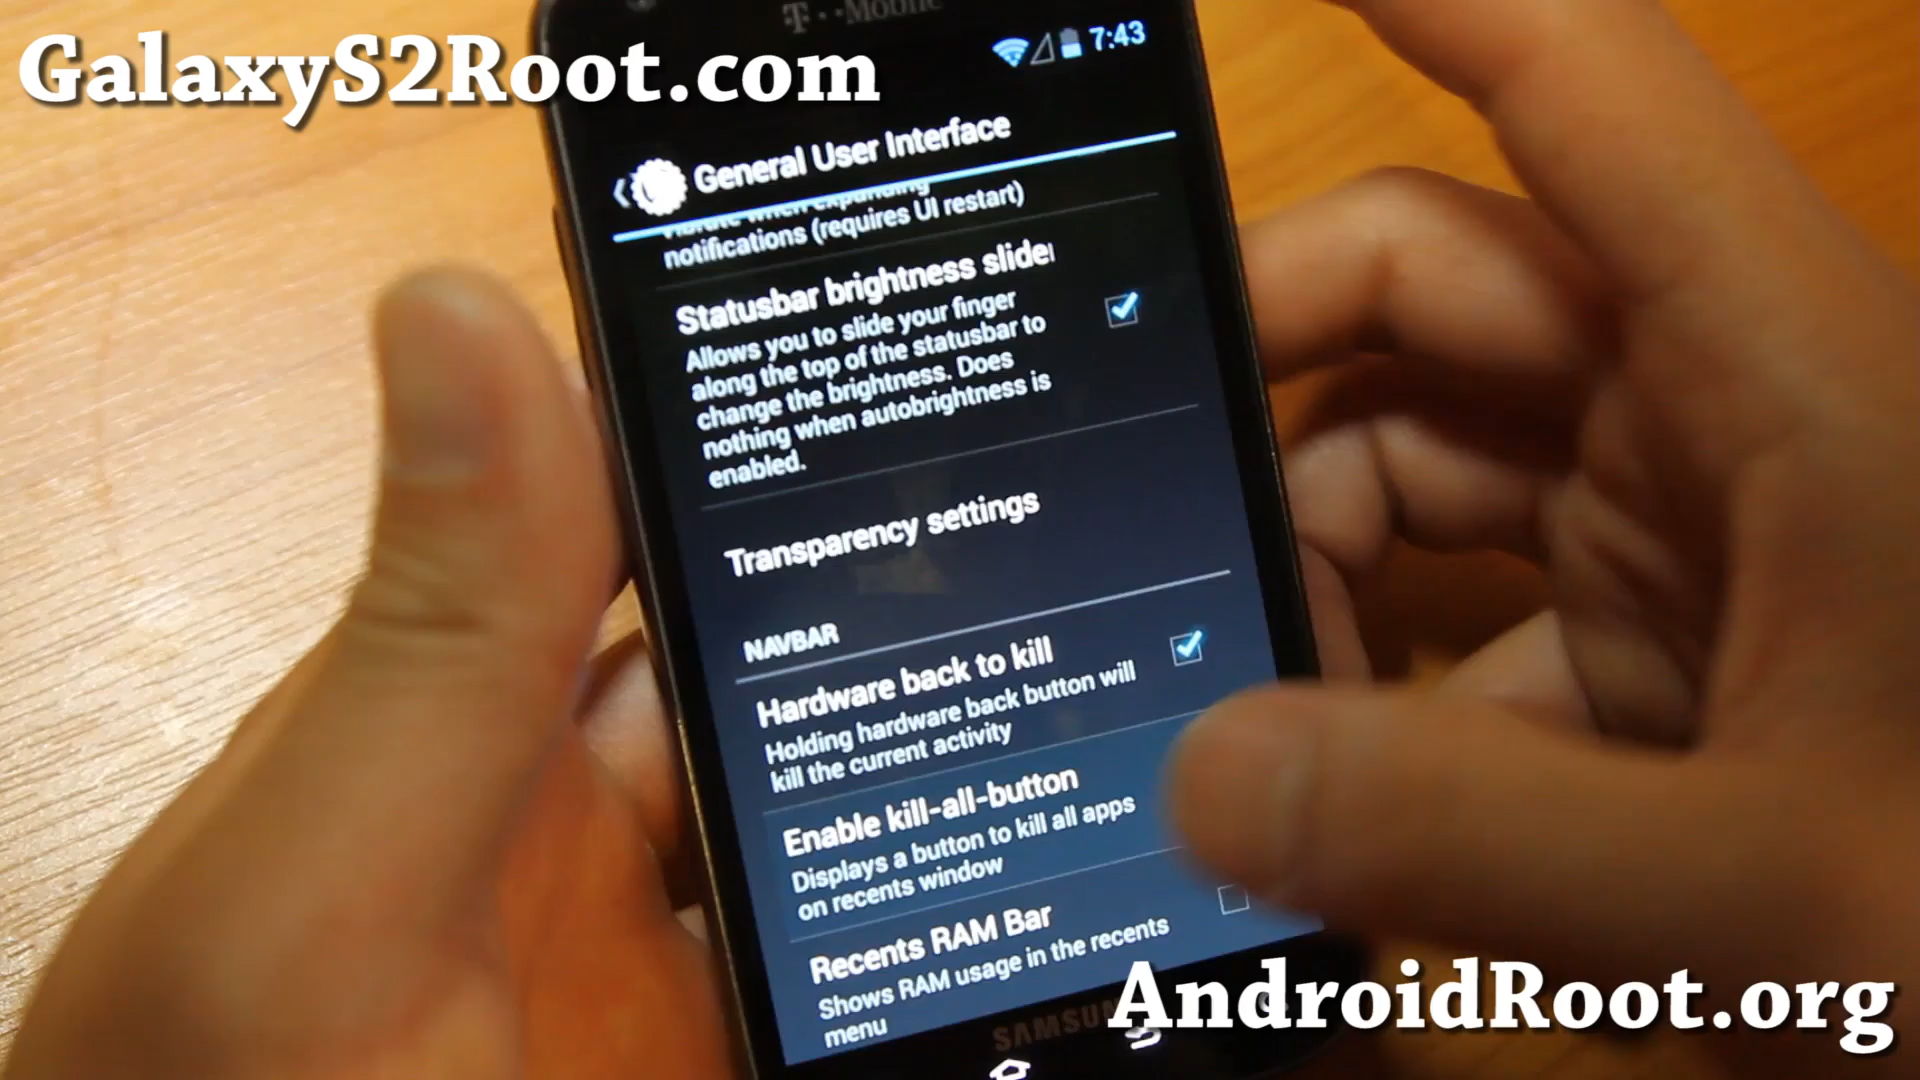 T··Mobile
GalaxyS2Root.com
7:43
General User Interface
vibrate when expanding
notifications (requires UI restart)
Statusbar brightness slider
Allows you to slide your finger
along the top of the statusbar to
change the brightness. Does
nothing when autobrightness is
enabled.
Transparency settings
NAVBAR
Hardware back to kill
Holding hardware back button will
kill the current activity
Enable kill-all-button
Displays a button to kill all apps
on recents window
Recents RAM Bar
Shows RAM usage in the recents
menu
AndroidRoot.org